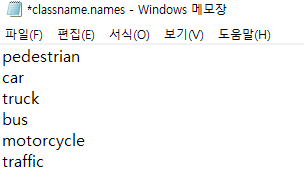 *classname.names - Windows 메모장
파일(F) 편집(E) 서식(O) 보기(V) 도움말(H)
pedestrian
car
truck
bus
motorcycle
traffic